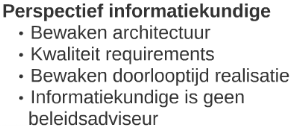 Perspectief informatiekundige
• Bewaken architectuur
• Kwaliteit requirements
• Bewaken doorlooptijd realisatie
• Informatiekundige is geen
beleidsadviseur